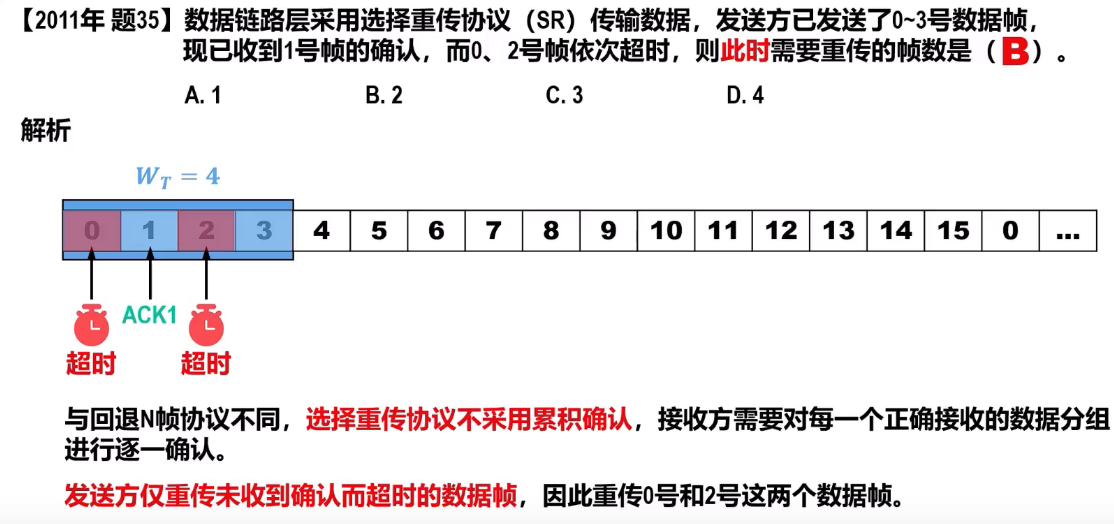 【2011年 题35】数据链路层采用选择重传协议（SR）传输数据，发送方已发送了0~3号数据帧，
现已收到1号帧的确认，而0、2号帧依次超时，则此时需要重传的帧数是（B）。
A. 1 B. 2 C. 3 D. 4
解析
W_T = 4
0 1 2 3 4 5 6 7 8 9 10 11 12 13 14 15 0 ...
ACK1
超时 超时
与回退N帧协议不同，选择重传协议不采用累积确认，接收方需要对每一个正确接收的数据分组
进行逐一确认。
发送方仅重传未收到确认而超时的数据帧，因此重传0号和2号这两个数据帧。